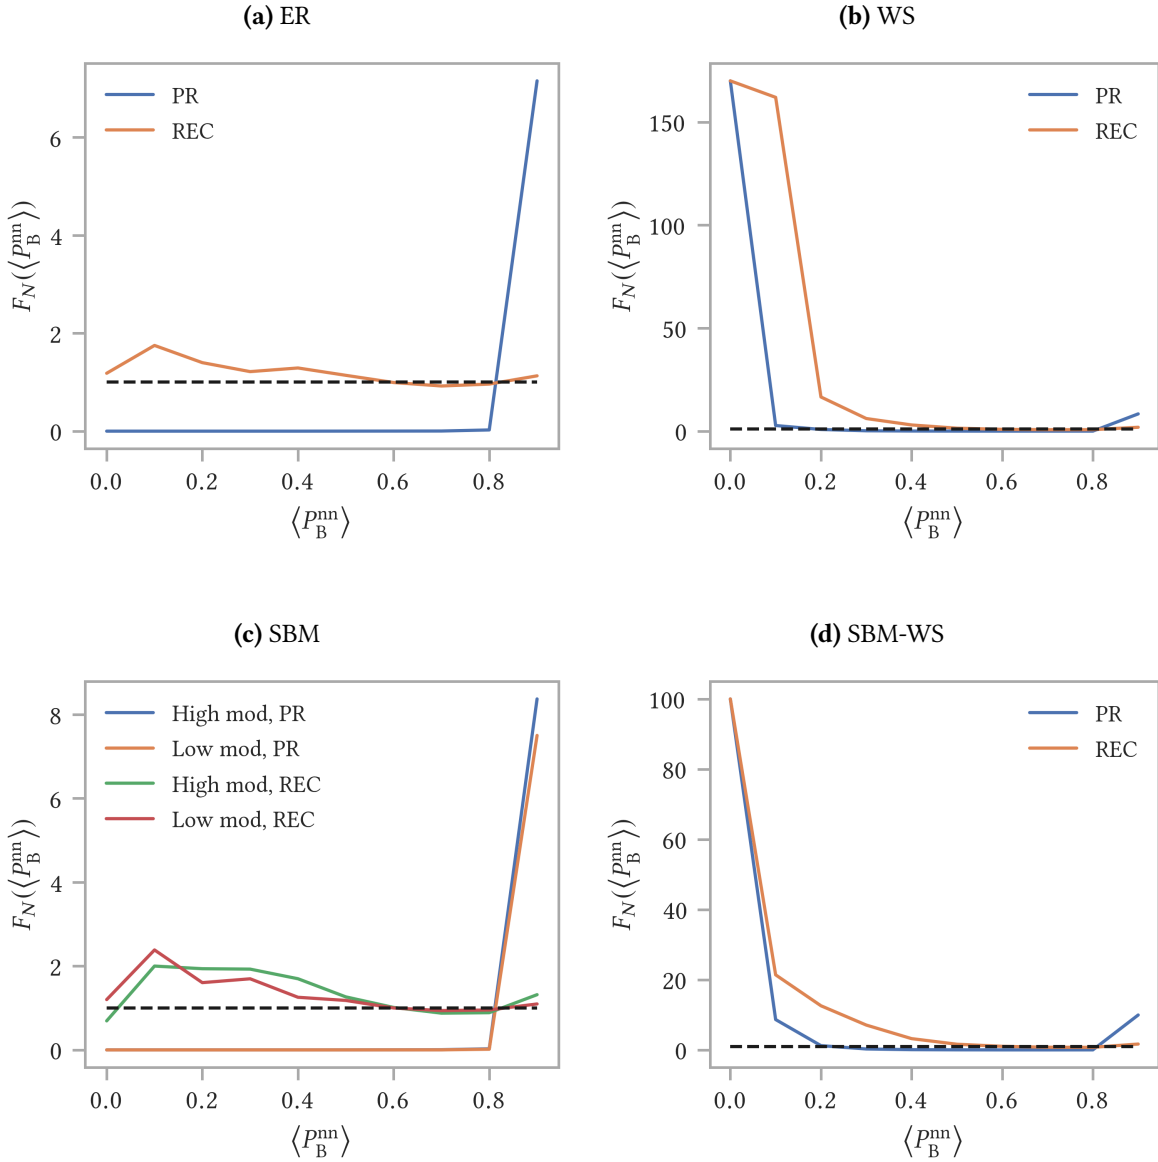 (a) ER
PR
REC
6
4
2
0
F_N(⟨P_B^nn⟩)
0.0 0.2 0.4 0.6 0.8
⟨P_B^nn⟩
(b) WS
PR
REC
150
100
50
0
F_N(⟨P_B^nn⟩)
0.0 0.2 0.4 0.6 0.8
⟨P_B^nn⟩
(c) SBM
High mod, PR
Low mod, PR
High mod, REC
Low mod, REC
8
6
4
2
0
F_N(⟨P_B^nn⟩)
0.0 0.2 0.4 0.6 0.8
⟨P_B^nn⟩
(d) SBM-WS
PR
REC
100
80
60
40
20
0
F_N(⟨P_B^nn⟩)
0.0 0.2 0.4 0.6 0.8
⟨P_B^nn⟩